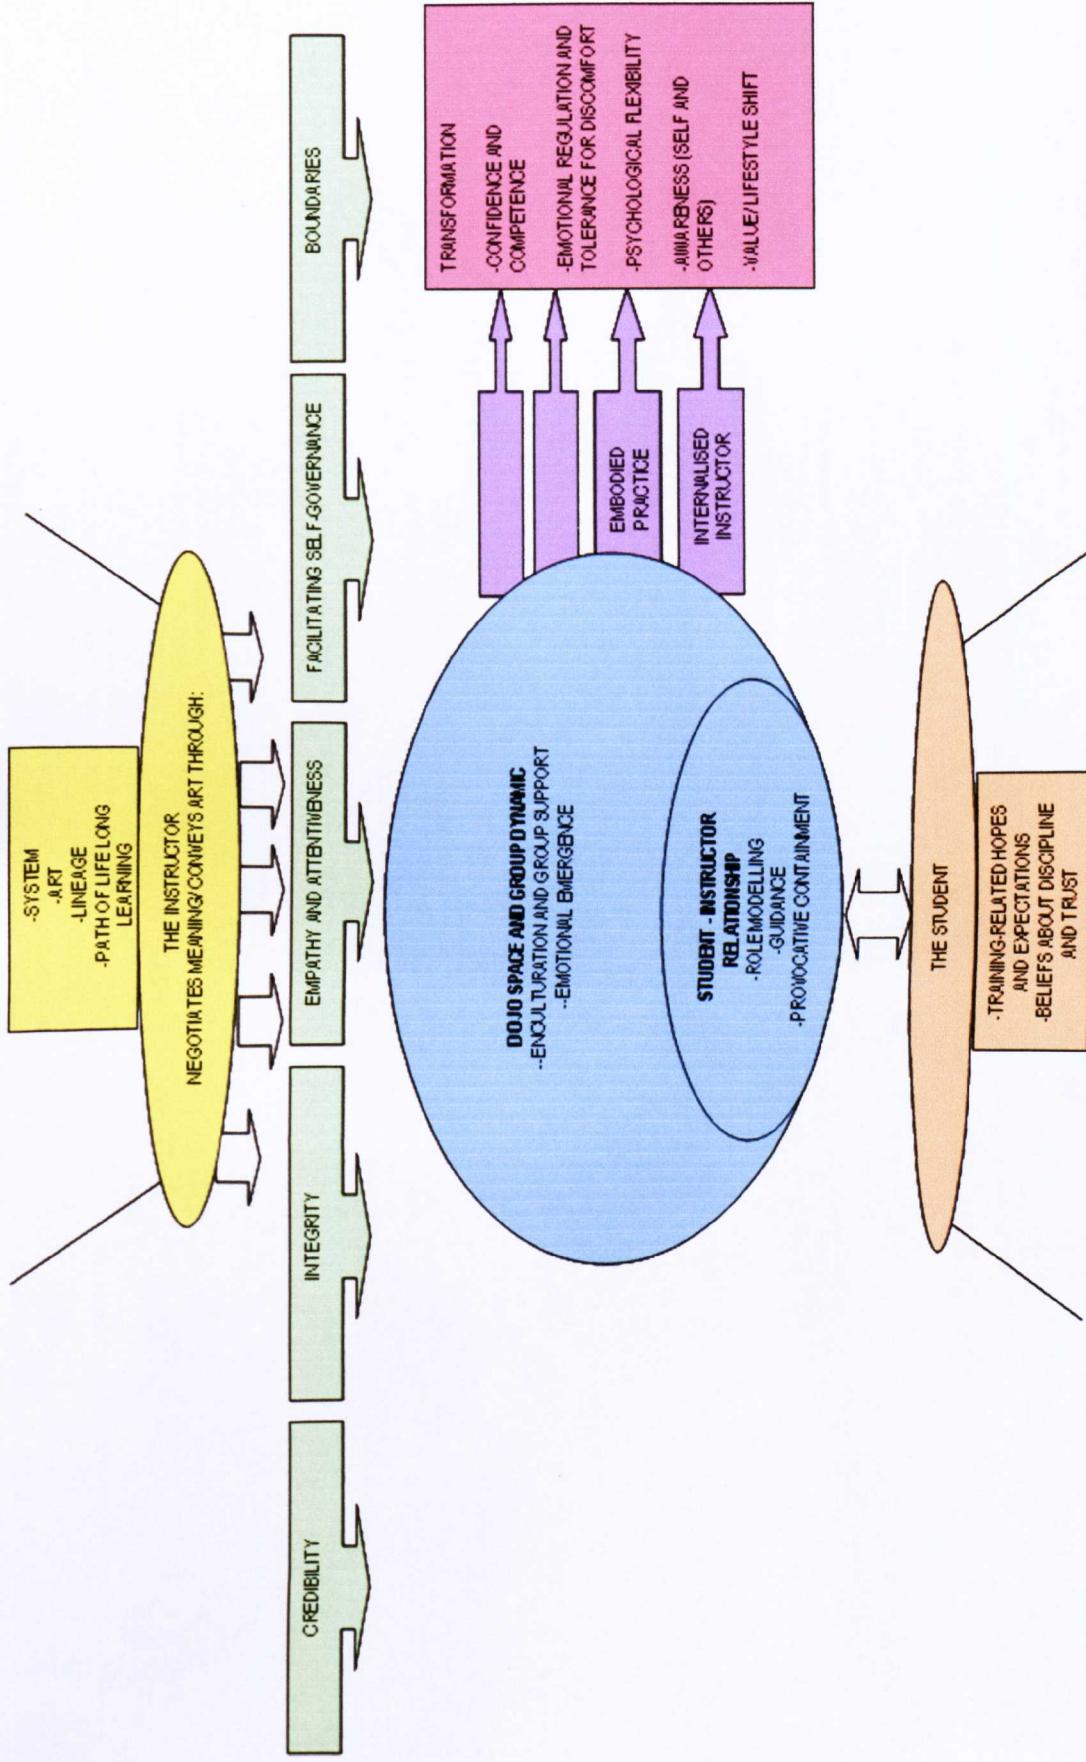 -SYSTEM
-ART
-LINEAGE
-PATH OF LIFE LONG
LEARNING
THE INSTRUCTOR
NEGOTIATES MEANING/CONVEYS ART THROUGH:
CREDIBILITY
INTEGRITY
EMPATHY AND ATTENTIVENESS
FACILITATING SELF-GOVERNANCE
BOUNDARIES
DOJO SPACE AND GROUP DYNAMIC
--ENCULTURATION AND GROUP SUPPORT
--EMOTIONAL EMERGENCE
STUDENT - INSTRUCTOR
RELATIONSHIP
-ROLE MODELLING
-GUIDANCE
-PROVOCATIVE CONTAINMENT
EMBODIED
PRACTICE
INTERNALISED
INSTRUCTOR
TRANSFORMATION
-CONFIDENCE AND
COMPETENCE
-EMOTIONAL REGULATION AND
TOLERANCE FOR DISCOMFORT
-PSYCHOLOGICAL FLEXIBILITY
-AWARENESS (SELF AND
OTHERS)
-VALUE/LIFESTYLE SHIFT
THE STUDENT
-TRAINING-RELATED HOPES
AND EXPECTATIONS
-BELIEFS ABOUT DISCIPLINE
AND TRUST